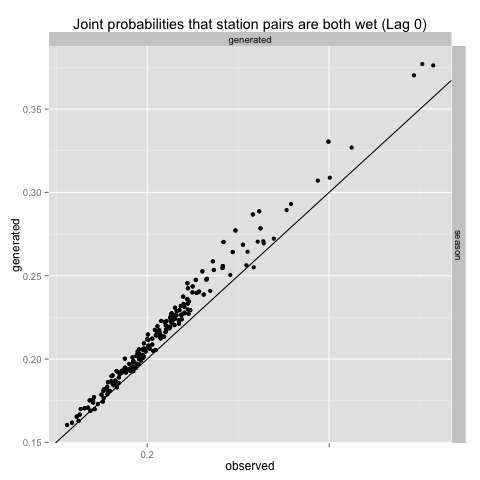 Joint probabilities that station pairs are both wet (Lag 0)
generated
generated
0.35
0.30
0.25
0.20
0.15
season
0.2
observed